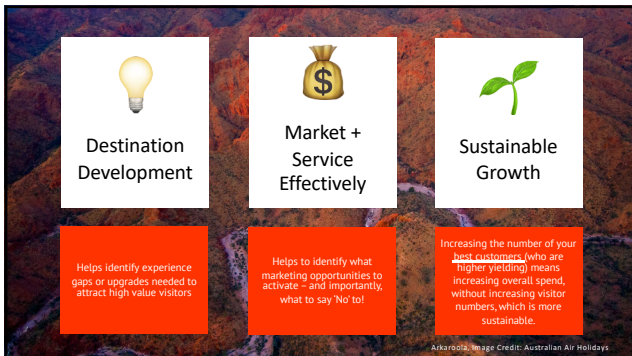 Destination
Development
Market +
Service
Effectively
Sustainable
Growth
Helps identify experience
gaps or upgrades needed to
attract high value visitors
Helps to identify what
marketing opportunities to
activate – and importantly,
what to say 'No' to!
Increasing the number of your
best customers (who are
higher yielding) means
increasing overall spend,
without increasing visitor
numbers, which is more
sustainable.
Arkaroola, Image Credit: Australian Air Holidays